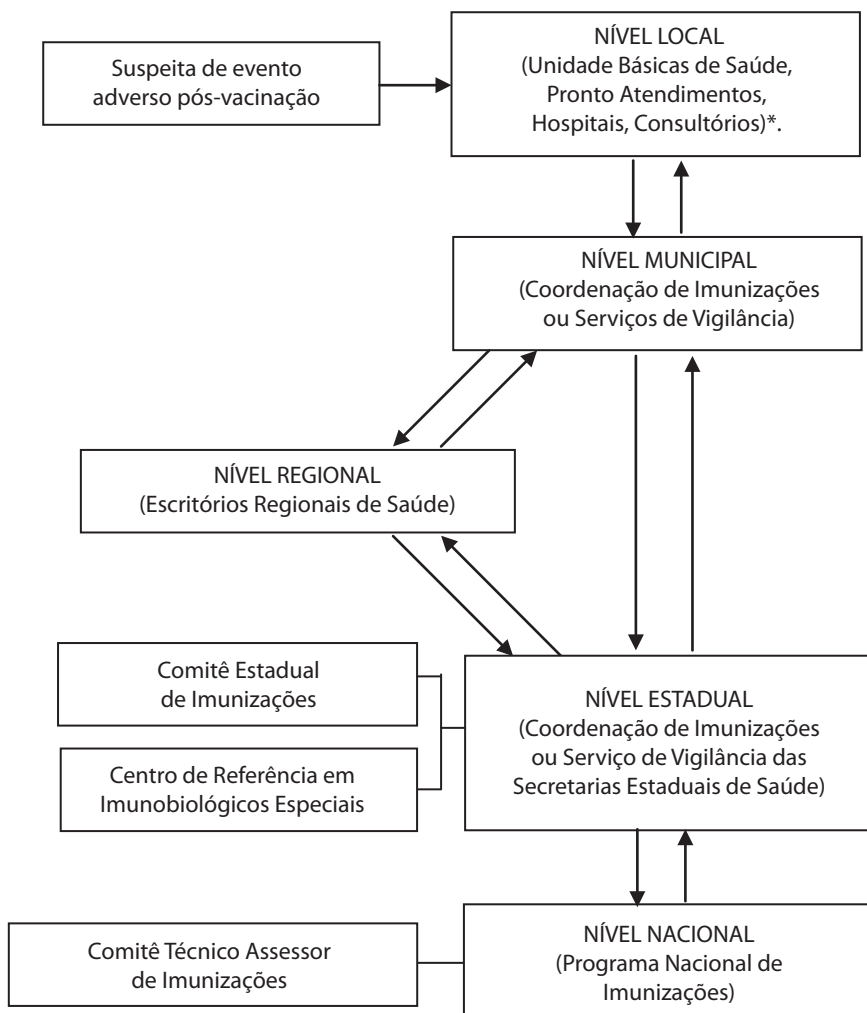 Suspeita de evento
adverso pós-vacinação
NÍVEL LOCAL
(Unidade Básicas de Saúde,
Pronto Atendimentos,
Hospitais, Consultórios)*.
NÍVEL MUNICIPAL
(Coordenação de Imunizações
ou Serviços de Vigilância)
NÍVEL REGIONAL
(Escritórios Regionais de Saúde)
Comitê Estadual
de Imunizações
Centro de Referência em
Imunobiológicos Especiais
NÍVEL ESTADUAL
(Coordenação de Imunizações
ou Serviço de Vigilância das
Secretarias Estaduais de Saúde)
Comitê Técnico Assessor
de Imunizações
NÍVEL NACIONAL
(Programa Nacional de
Imunizações)